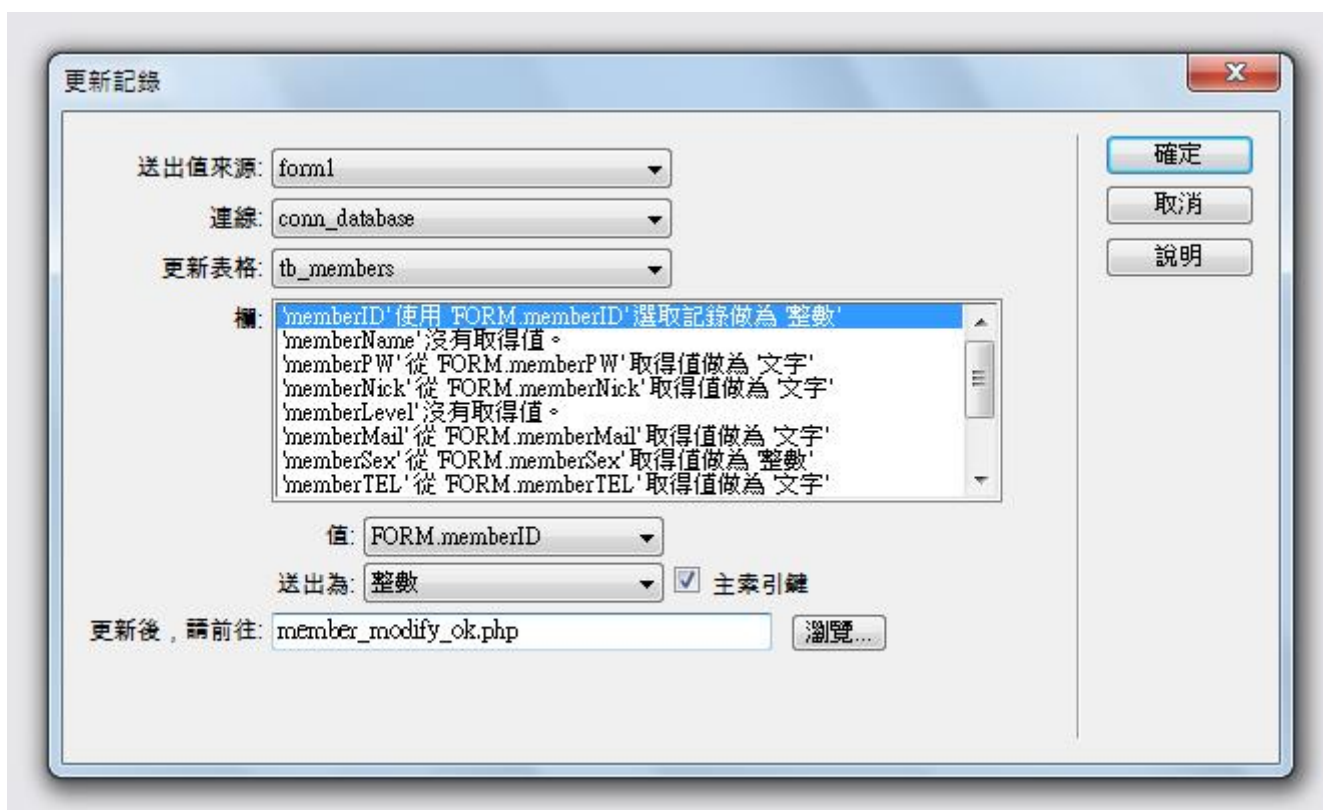 更新記錄
送出值來源: form1
確定
連線: conn_database
取消
更新表格: tb_members
說明
欄: 'memberID' 使用 'FORM.memberID' 選取記錄做為 '整數'
'memberName' 沒有取得值。
'memberPW' 從 'FORM.memberPW' 取得值做為 '文字'
'memberNick' 從 'FORM.memberNick' 取得值做為 '文字'
'memberLevel' 沒有取得值。
'memberMail' 從 'FORM.memberMail' 取得值做為 '文字'
'memberSex' 從 'FORM.memberSex' 取得值做為 '整數'
'memberTEL' 從 'FORM.memberTEL' 取得值做為 '文字'
值: FORM.memberID
送出為: 整數 主索引鍵
更新後，請前往: member_modify_ok.php 瀏覽...